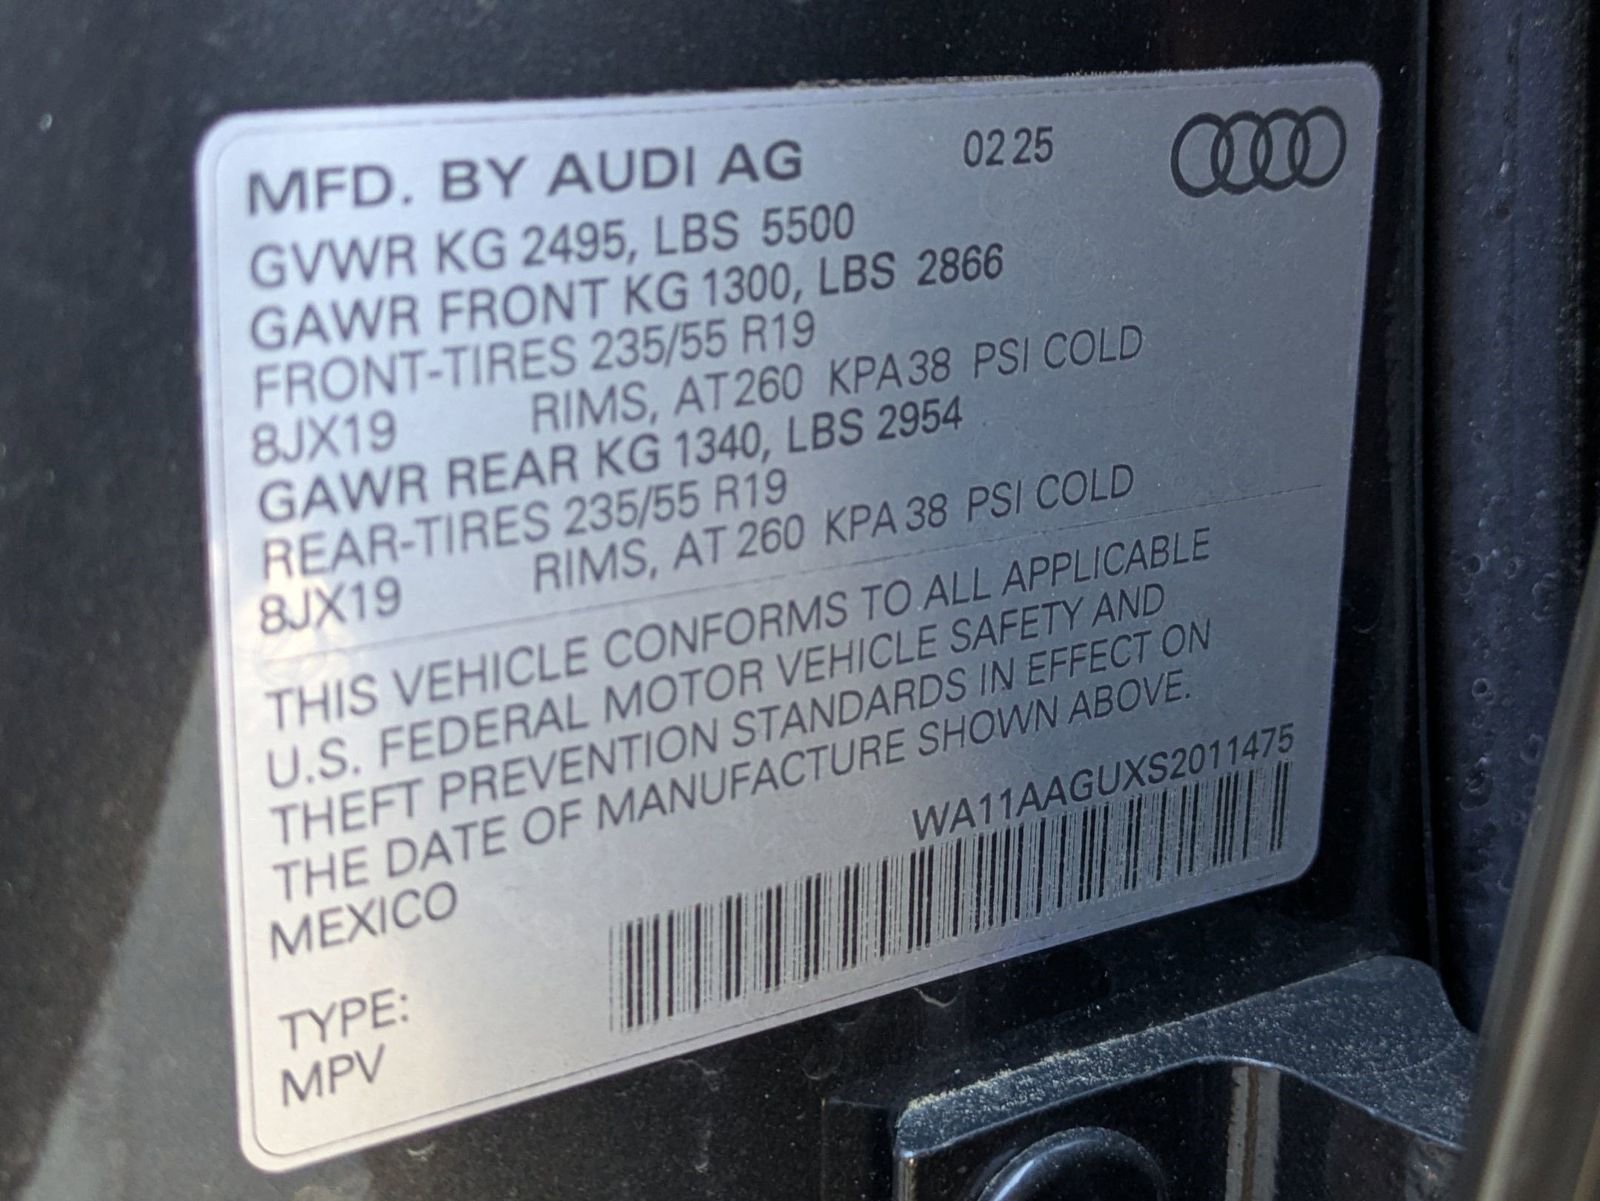 MFD. BY AUDI AG 02 25
GVWR KG 2495, LBS 5500
GAWR FRONT KG 1300, LBS 2866
FRONT-TIRES 235/55 R19
8JX19 RIMS, AT 260 KPA 38 PSI COLD
GAWR REAR KG 1340, LBS 2954
REAR-TIRES 235/55 R19
8JX19 RIMS, AT 260 KPA 38 PSI COLD
THIS VEHICLE CONFORMS TO ALL APPLICABLE
U.S. FEDERAL MOTOR VEHICLE SAFETY AND
THEFT PREVENTION STANDARDS IN EFFECT ON
THE DATE OF MANUFACTURE SHOWN ABOVE.
MEXICO
WA11AAGUXS2011475
TYPE:
MPV